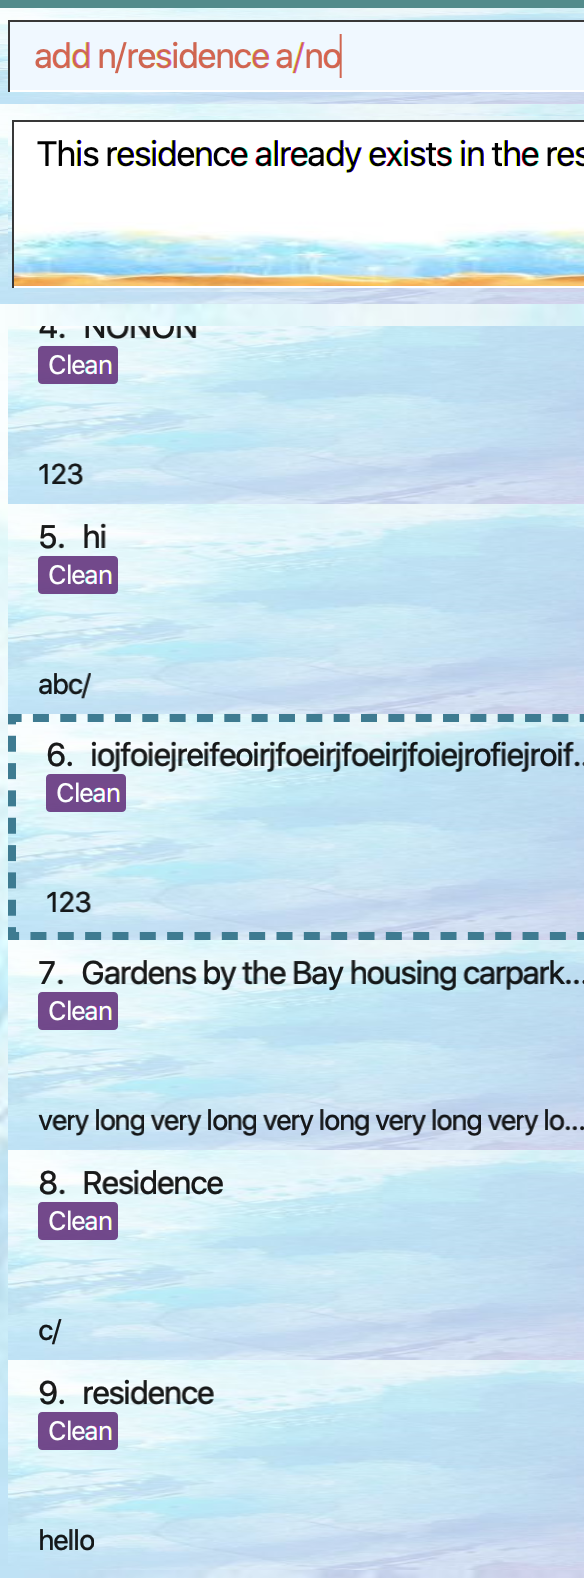 add n/residence a/no
This residence already exists in the res
4. NONON
Clean
123
5. hi
Clean
abc/
6. iojfoiejreifeoirjfoeirjfoeirjfoiejrofiejroif...
Clean
123
7. Gardens by the Bay housing carpark...
Clean
very long very long very long very long very lo...
8. Residence
Clean
c/
9. residence
Clean
hello